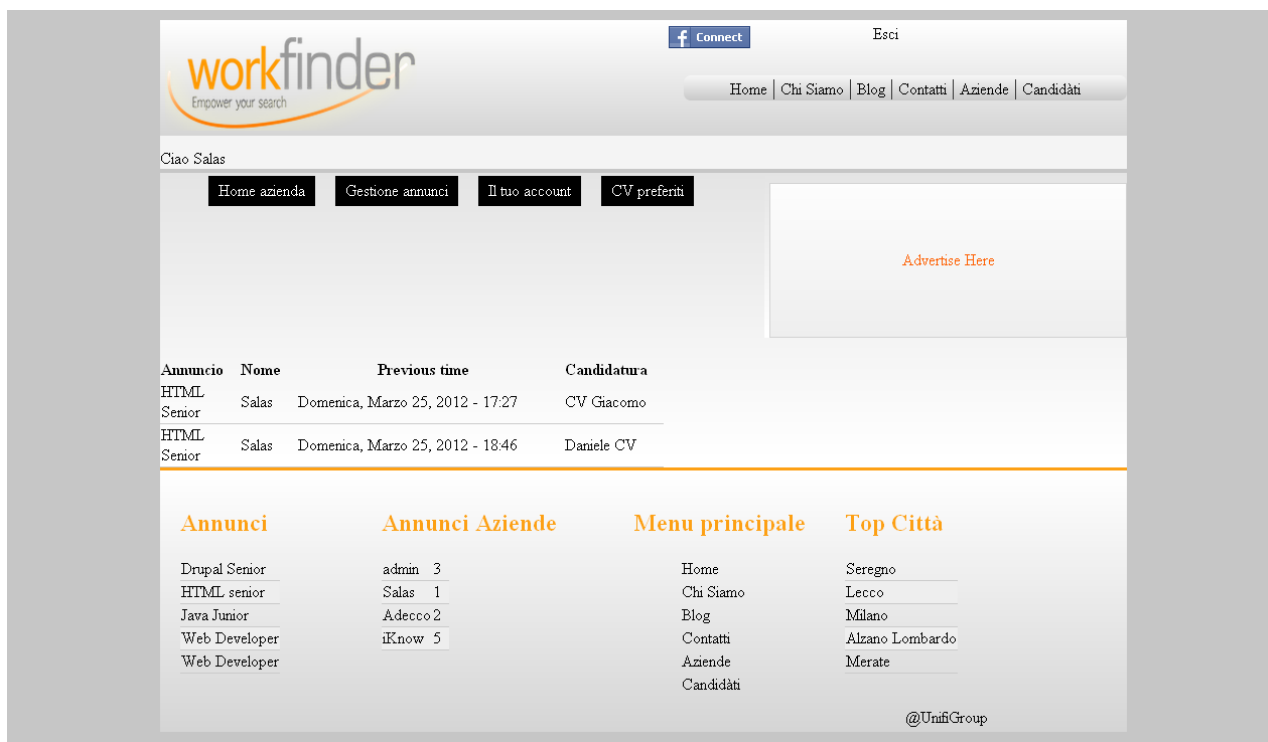 workfinder
Empower your search
f Connect
Esci
Home | Chi Siamo | Blog | Contatti | Aziende | Candidàti
Ciao Salas
Home azienda Gestione annunci Il tuo account CV preferiti
Advertise Here
Annuncio Nome Previous time Candidatura
HTML
Senior
Salas Domenica, Marzo 25, 2012 - 17:27 CV Giacomo
HTML
Senior
Salas Domenica, Marzo 25, 2012 - 18:46 Daniele CV
Annunci
Drupal Senior
HTML senior
Java Junior
Web Developer
Web Developer
Annunci Aziende
admin 3
Salas 1
Adecco 2
iKnow 5
Menu principale
Home
Chi Siamo
Blog
Contatti
Aziende
Candidàti
Top Città
Seregno
Lecco
Milano
Alzano Lombardo
Merate
@UnifiGroup